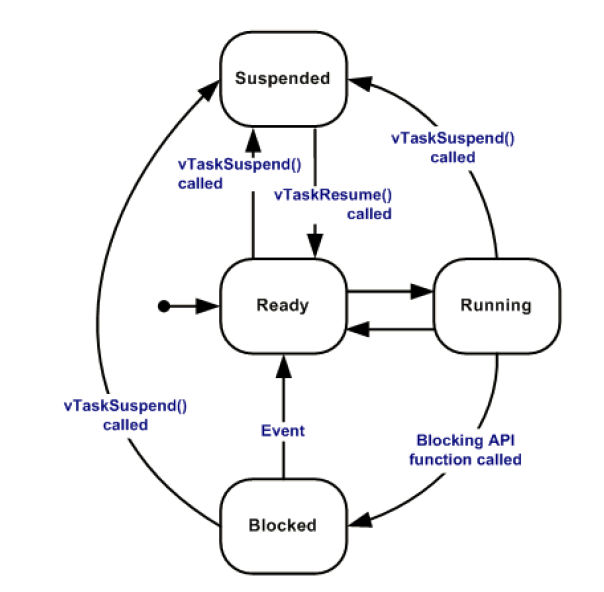 Suspended
vTaskSuspend()
called
vTaskSuspend()
called
vTaskResume()
called
Ready
Running
vTaskSuspend()
called
Event
Blocking API
function called
Blocked